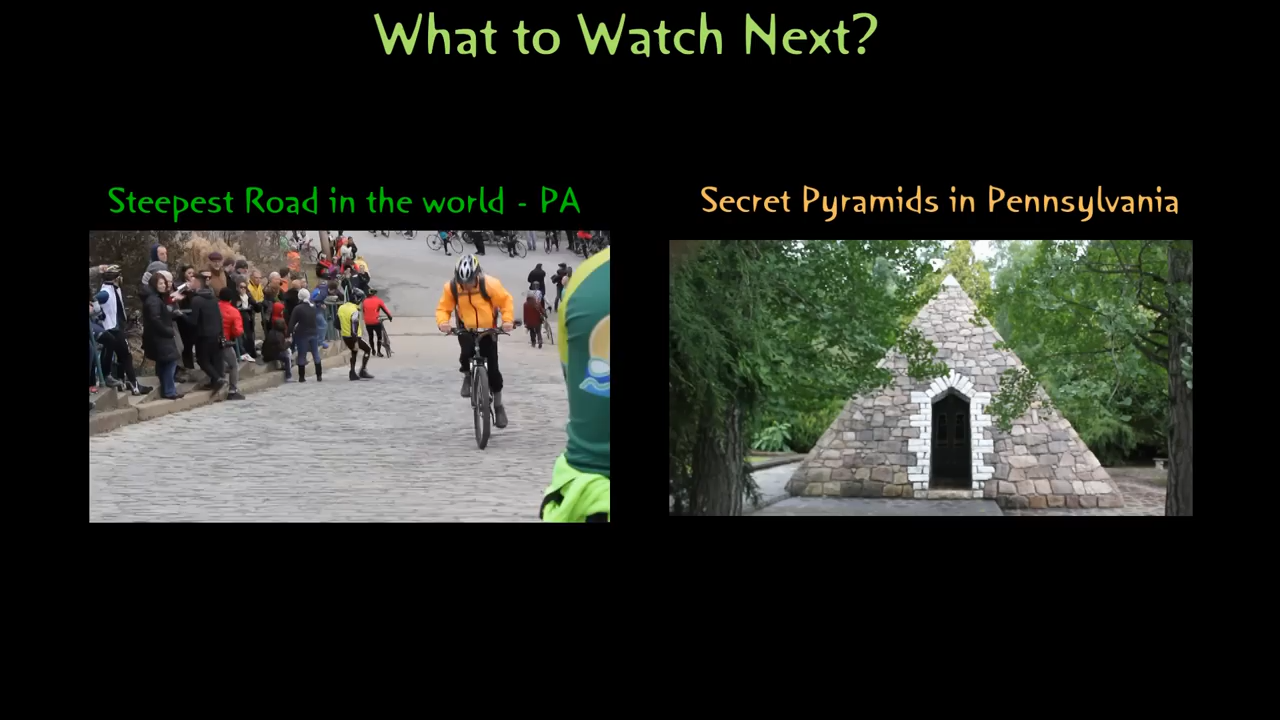 What to Watch Next?
Steepest Road in the world - PA
Secret Pyramids in Pennsylvania